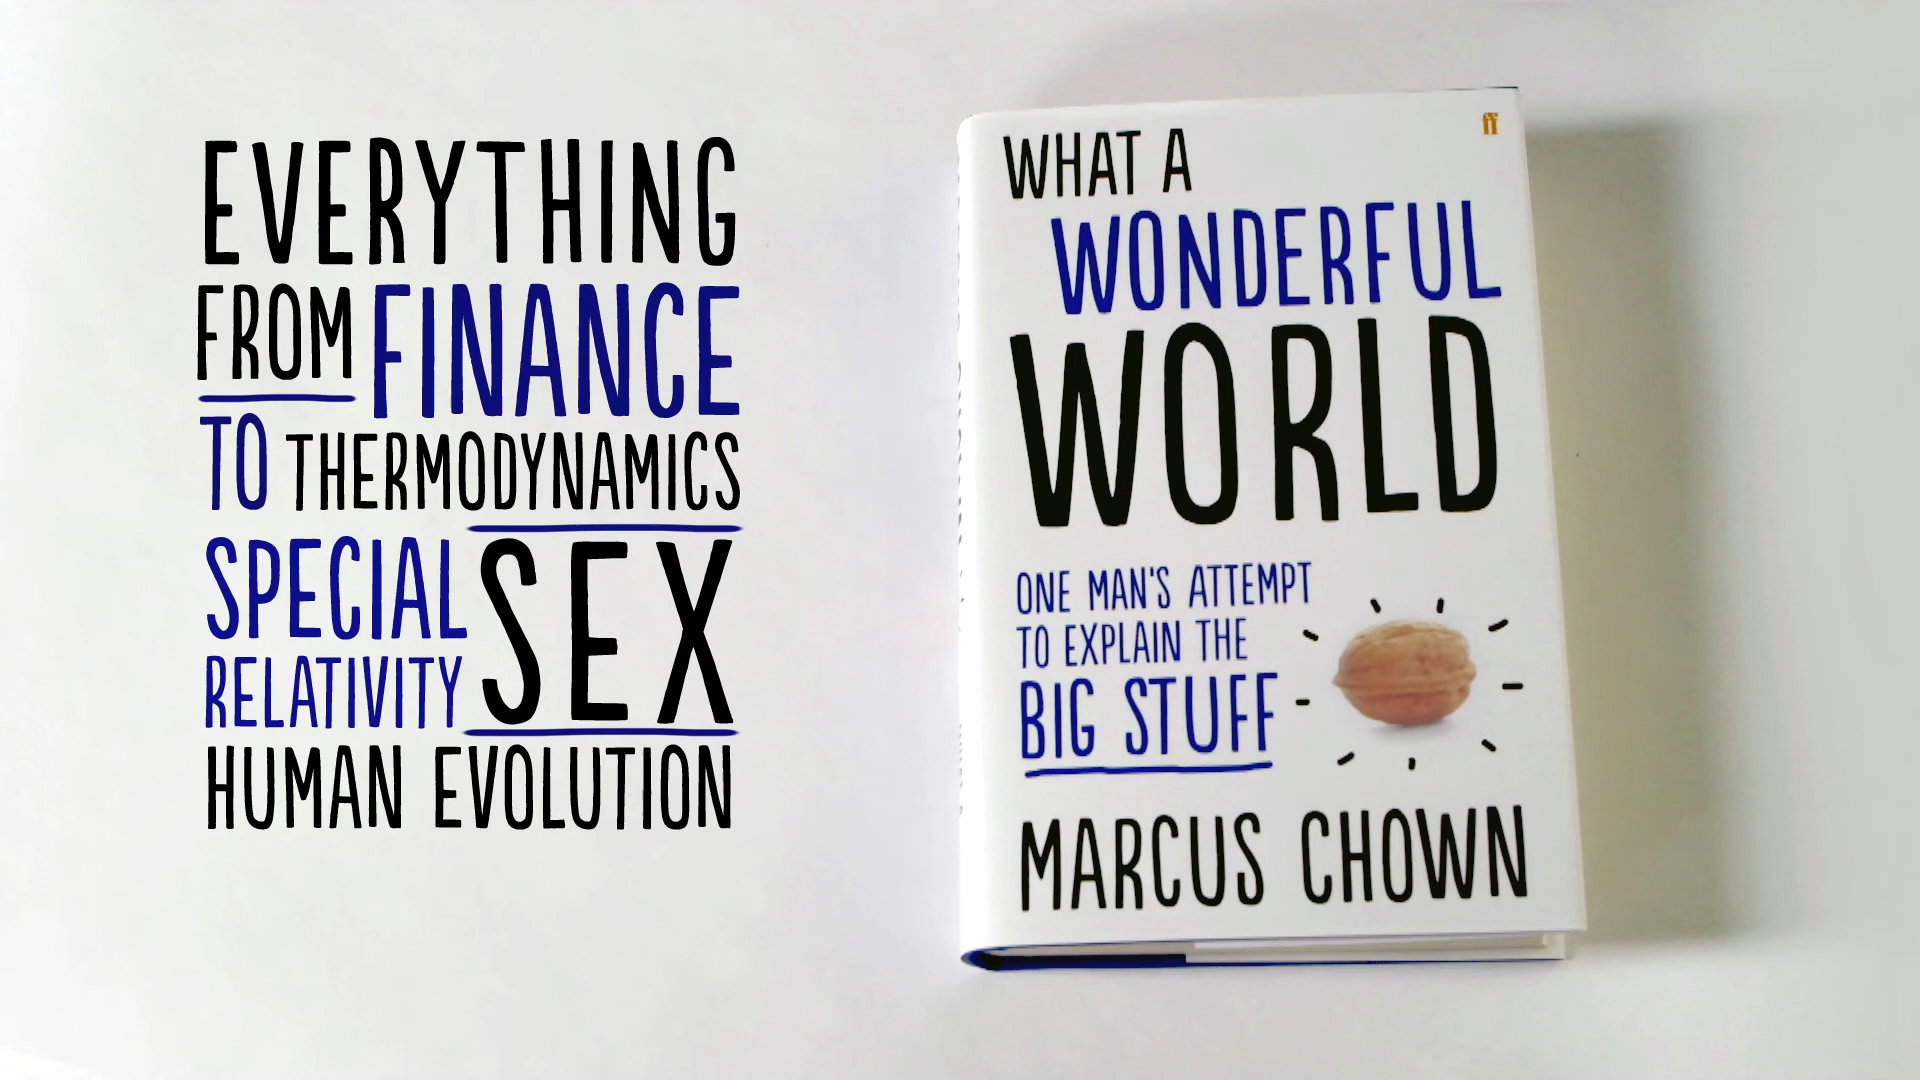 EVERYTHING
FROM FINANCE
TO THERMODYNAMICS
SPECIAL SEX
RELATIVITY
HUMAN EVOLUTION
ff
WHAT A
WONDERFUL
WORLD
ONE MAN'S ATTEMPT
TO EXPLAIN THE
BIG STUFF
MARCUS CHOWN